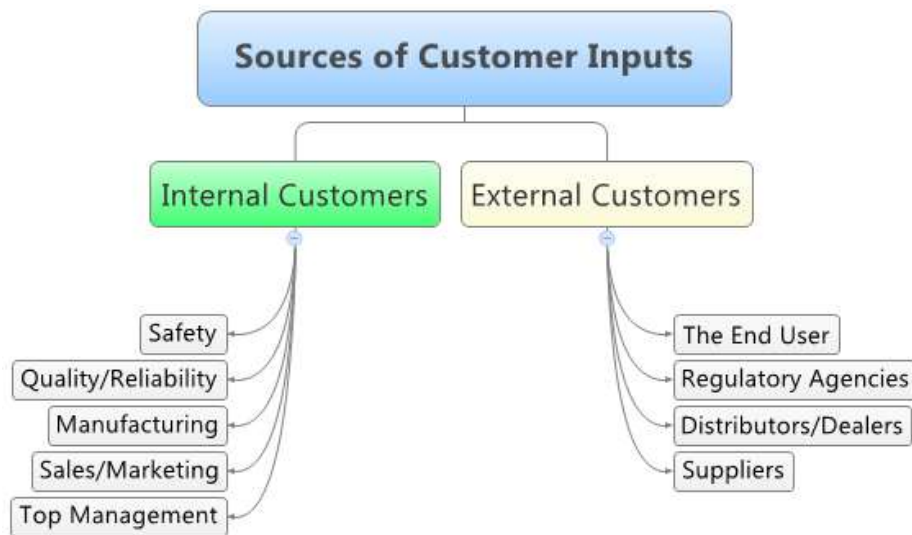 Sources of Customer Inputs
Internal Customers
External Customers
Safety
Quality/Reliability
Manufacturing
Sales/Marketing
Top Management
The End User
Regulatory Agencies
Distributors/Dealers
Suppliers